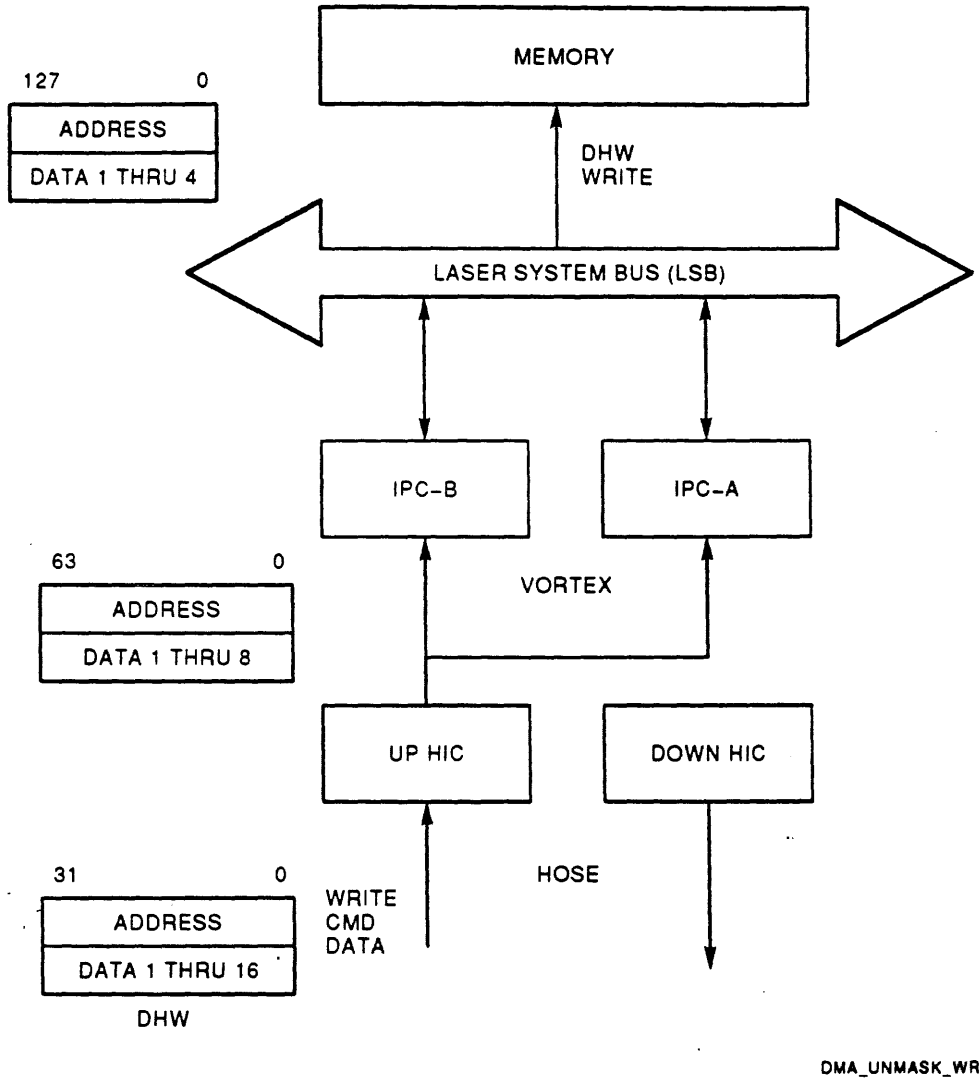 MEMORY
127 0
ADDRESS
DATA 1 THRU 4
DHW
WRITE
LASER SYSTEM BUS (LSB)
IPC-B
IPC-A
63 0
ADDRESS
DATA 1 THRU 8
VORTEX
UP HIC
DOWN HIC
31 0
ADDRESS
DATA 1 THRU 16
DHW
WRITE
CMD
DATA
HOSE
DMA_UNMASK_WR